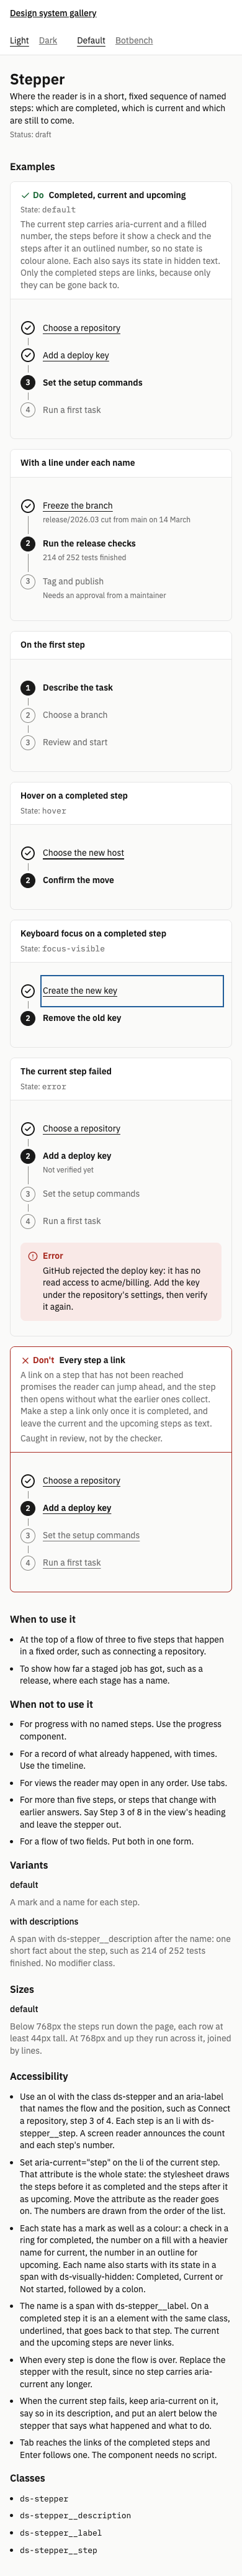 Design system gallery
Light Dark Default Botbench
Stepper
Where the reader is in a short, fixed sequence of named
steps: which are completed, which is current and which
are still to come.
Status: draft
Examples
Do Completed, current and upcoming
State: default
The current step carries aria-current and a filled
number, the steps before it show a check and the
steps after it an outlined number, so no state is
colour alone. Each also says its state in hidden text.
Only the completed steps are links, because only
they can be gone back to.
Choose a repository
Add a deploy key
3 Set the setup commands
4 Run a first task
With a line under each name
Freeze the branch
release/2026.03 cut from main on 14 March
2 Run the release checks
214 of 252 tests finished
3 Tag and publish
Needs an approval from a maintainer
On the first step
1 Describe the task
2 Choose a branch
3 Review and start
Hover on a completed step
State: hover
Choose the new host
2 Confirm the move
Keyboard focus on a completed step
State: focus-visible
Create the new key
2 Remove the old key
The current step failed
State: error
Choose a repository
2 Add a deploy key
Not verified yet
3 Set the setup commands
4 Run a first task
Error
GitHub rejected the deploy key: it has no
read access to acme/billing. Add the key
under the repository's settings, then verify
it again.
Don't Every step a link
A link on a step that has not been reached
promises the reader can jump ahead, and the step
then opens without what the earlier ones collect.
Make a step a link only once it is completed, and
leave the current and the upcoming steps as text.
Caught in review, not by the checker.
Choose a repository
2 Add a deploy key
3 Set the setup commands
4 Run a first task
When to use it
• At the top of a flow of three to five steps that happen
in a fixed order, such as connecting a repository.
• To show how far a staged job has got, such as a
release, where each stage has a name.
When not to use it
• For progress with no named steps. Use the progress
component.
• For a record of what already happened, with times.
Use the timeline.
• For views the reader may open in any order. Use tabs.
• For more than five steps, or steps that change with
earlier answers. Say Step 3 of 8 in the view's heading
and leave the stepper out.
• For a flow of two fields. Put both in one form.
Variants
default
A mark and a name for each step.
with descriptions
A span with ds-stepper__description after the name: one
short fact about the step, such as 214 of 252 tests
finished. No modifier class.
Sizes
default
Below 768px the steps run down the page, each row at
least 44px tall. At 768px and up they run across it, joined
by lines.
Accessibility
• Use an ol with the class ds-stepper and an aria-label
that names the flow and the position, such as Connect
a repository, step 3 of 4. Each step is an li with ds-
stepper__step. A screen reader announces the count
and each step's number.
• Set aria-current="step" on the li of the current step.
That attribute is the whole state: the stylesheet draws
the steps before it as completed and the steps after it
as upcoming. Move the attribute as the reader goes
on. The numbers are drawn from the order of the list.
• Each state has a mark as well as a colour: a check in a
ring for completed, the number on a fill with a heavier
name for current, the number in an outline for
upcoming. Each name also starts with its state in a
span with ds-visually-hidden: Completed, Current or
Not started, followed by a colon.
• The name is a span with ds-stepper__label. On a
completed step it is an a element with the same class,
underlined, that goes back to that step. The current
and the upcoming steps are never links.
• When every step is done the flow is over. Replace the
stepper with the result, since no step carries aria-
current any longer.
• When the current step fails, keep aria-current on it,
say so in its description, and put an alert below the
stepper that says what happened and what to do.
• Tab reaches the links of the completed steps and
Enter follows one. The component needs no script.
Classes
• ds-stepper
• ds-stepper__description
• ds-stepper__label
• ds-stepper__step